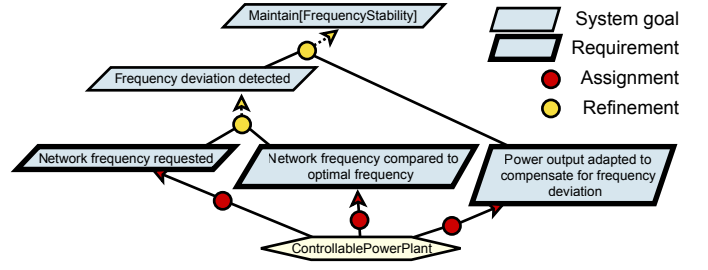 Maintain[FrequencyStability]
System goal
Requirement
Assignment
Refinement
Frequency deviation detected
Network frequency requested
Network frequency compared to
optimal frequency
Power output adapted to
compensate for frequency
deviation
ControllablePowerPlant